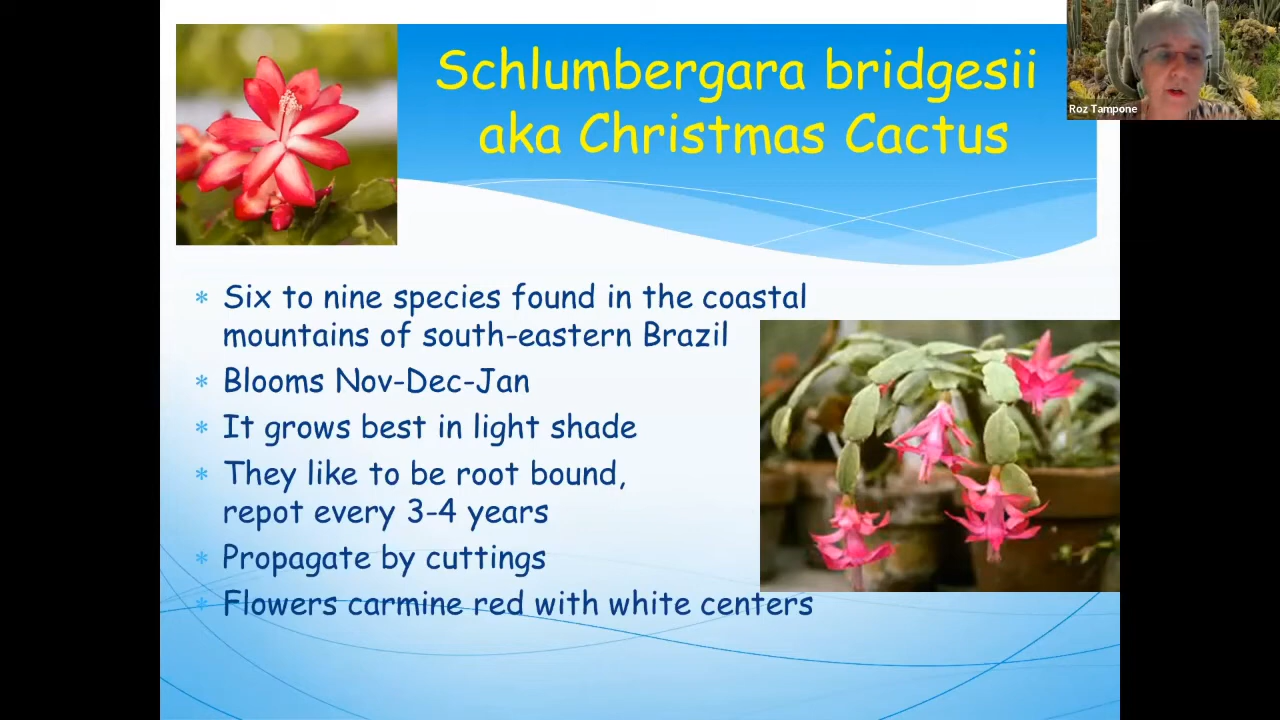 Schlumbergara bridgesii
aka Christmas Cactus
Roz Tampone
* Six to nine species found in the coastal
mountains of south-eastern Brazil
* Blooms Nov-Dec-Jan
* It grows best in light shade
* They like to be root bound,
repot every 3-4 years
* Propagate by cuttings
* Flowers carmine red with white centers